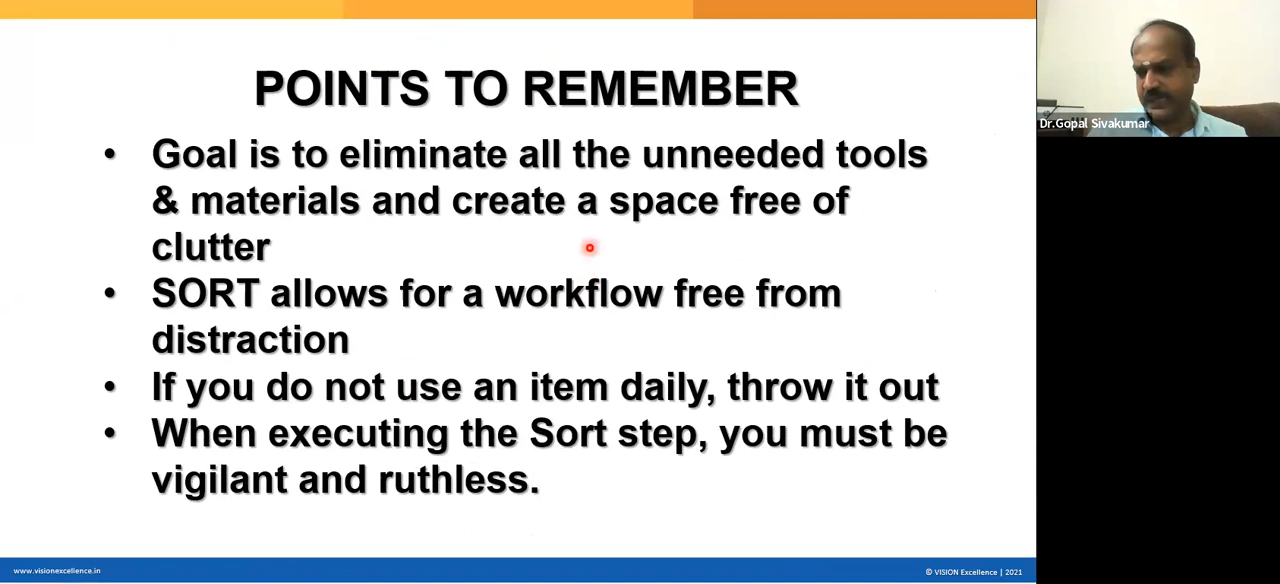 POINTS TO REMEMBER
• Goal is to eliminate all the unneeded tools
& materials and create a space free of
clutter
• SORT allows for a workflow free from
distraction
• If you do not use an item daily, throw it out
• When executing the Sort step, you must be
vigilant and ruthless.
Dr.Gopal Sivakumar
www.visionexcellence.in
© VISION Excellence | 2021